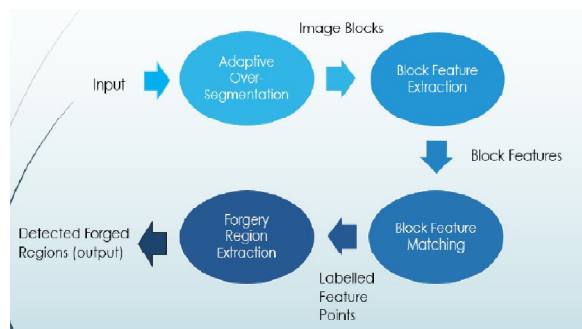 Image Blocks
Input
Adaptive
Over-
Segmentation
Block Feature
Extraction
Block Features
Block Feature
Matching
Labelled
Feature
Points
Forgery
Region
Extraction
Detected Forged
Regions (output)